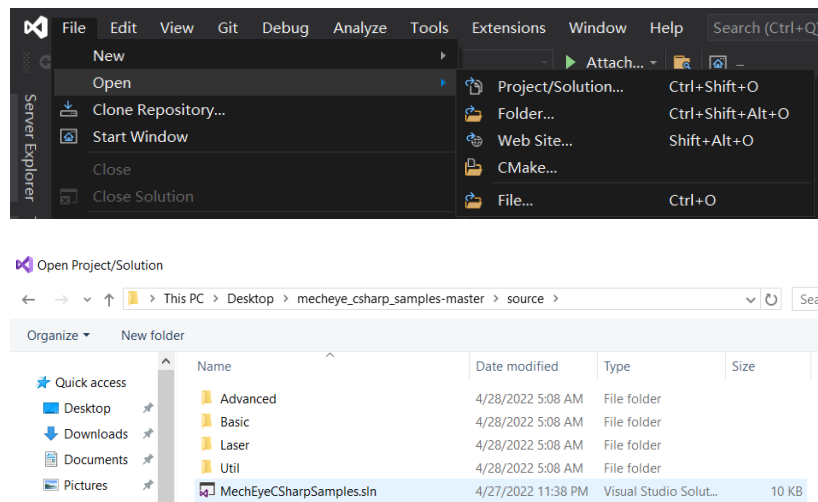 File Edit View Git Debug Analyze Tools Extensions Window Help Search (Ctrl+Q)
New
Attach...
Open
Project/Solution... Ctrl+Shift+O
Clone Repository...
Folder... Ctrl+Shift+Alt+O
Start Window
Web Site... Shift+Alt+O
Close
CMake...
Close Solution
File... Ctrl+O
Server Explorer
Open Project/Solution
This PC > Desktop > mecheye_csharp_samples-master > source >
Organize New folder
Name Date modified Type Size
Quick access
Advanced 4/28/2022 5:08 AM File folder
Desktop
Basic 4/28/2022 5:08 AM File folder
Downloads
Laser 4/28/2022 5:08 AM File folder
Documents
Util 4/28/2022 5:08 AM File folder
Pictures
MechEyeCSharpSamples.sln 4/27/2022 11:38 PM Visual Studio Solut... 10 KB